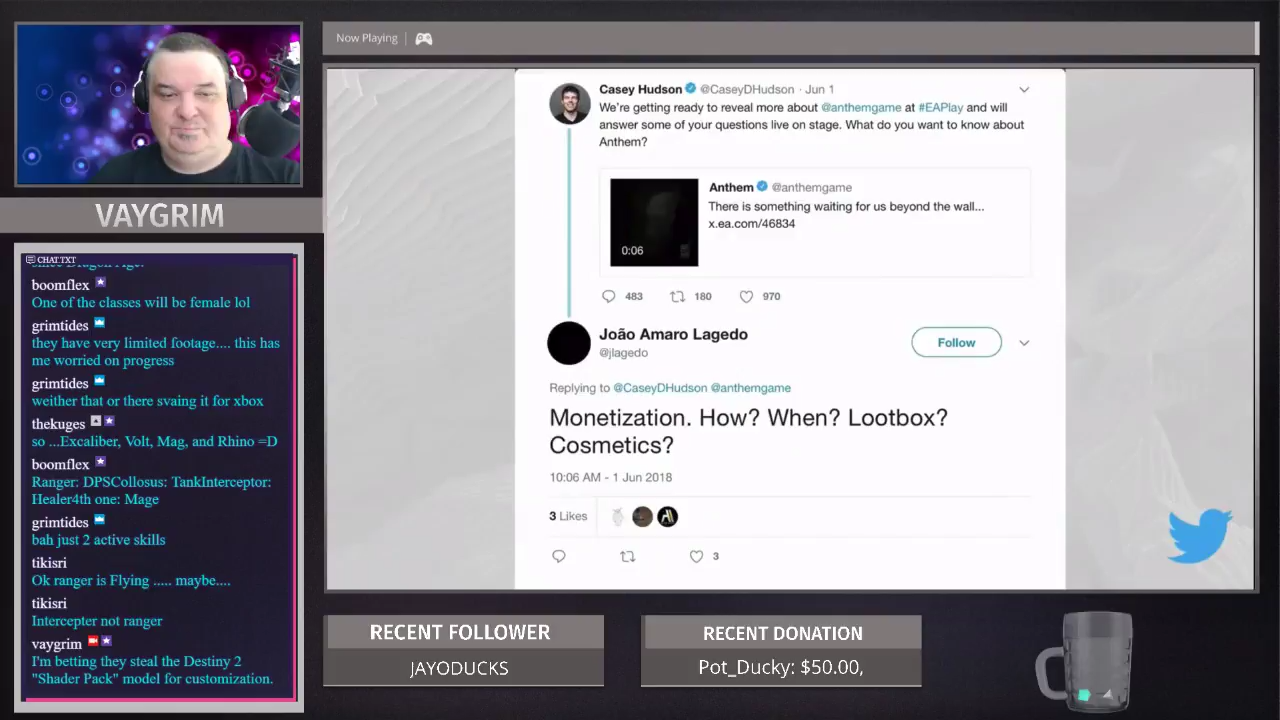 Now Playing
VAYGRIM
CHAT.TXT
since Dragon Age.
boomflex
One of the classes will be female lol
grimtides
they have very limited footage.... this has
me worried on progress
grimtides
weither that or there svaing it for xbox
thekuges
so ...Excaliber, Volt, Mag, and Rhino =D
boomflex
Ranger: DPSCollosus: TankInterceptor:
Healer4th one: Mage
grimtides
bah just 2 active skills
tikisri
Ok ranger is Flying ..... maybe....
tikisri
Intercepter not ranger
vaygrim
I'm betting they steal the Destiny 2
"Shader Pack" model for customization.
Casey Hudson @CaseyDHudson · Jun 1
We're getting ready to reveal more about @anthemgame at #EAPlay and will
answer some of your questions live on stage. What do you want to know about
Anthem?
Anthem @anthemgame
There is something waiting for us beyond the wall...
x.ea.com/46834
0:06
483 180 970
João Amaro Lagedo
@jlagedo
Follow
Replying to @CaseyDHudson @anthemgame
Monetization. How? When? Lootbox?
Cosmetics?
10:06 AM - 1 Jun 2018
3 Likes
3
RECENT FOLLOWER
JAYODUCKS
RECENT DONATION
Pot_Ducky: $50.00,